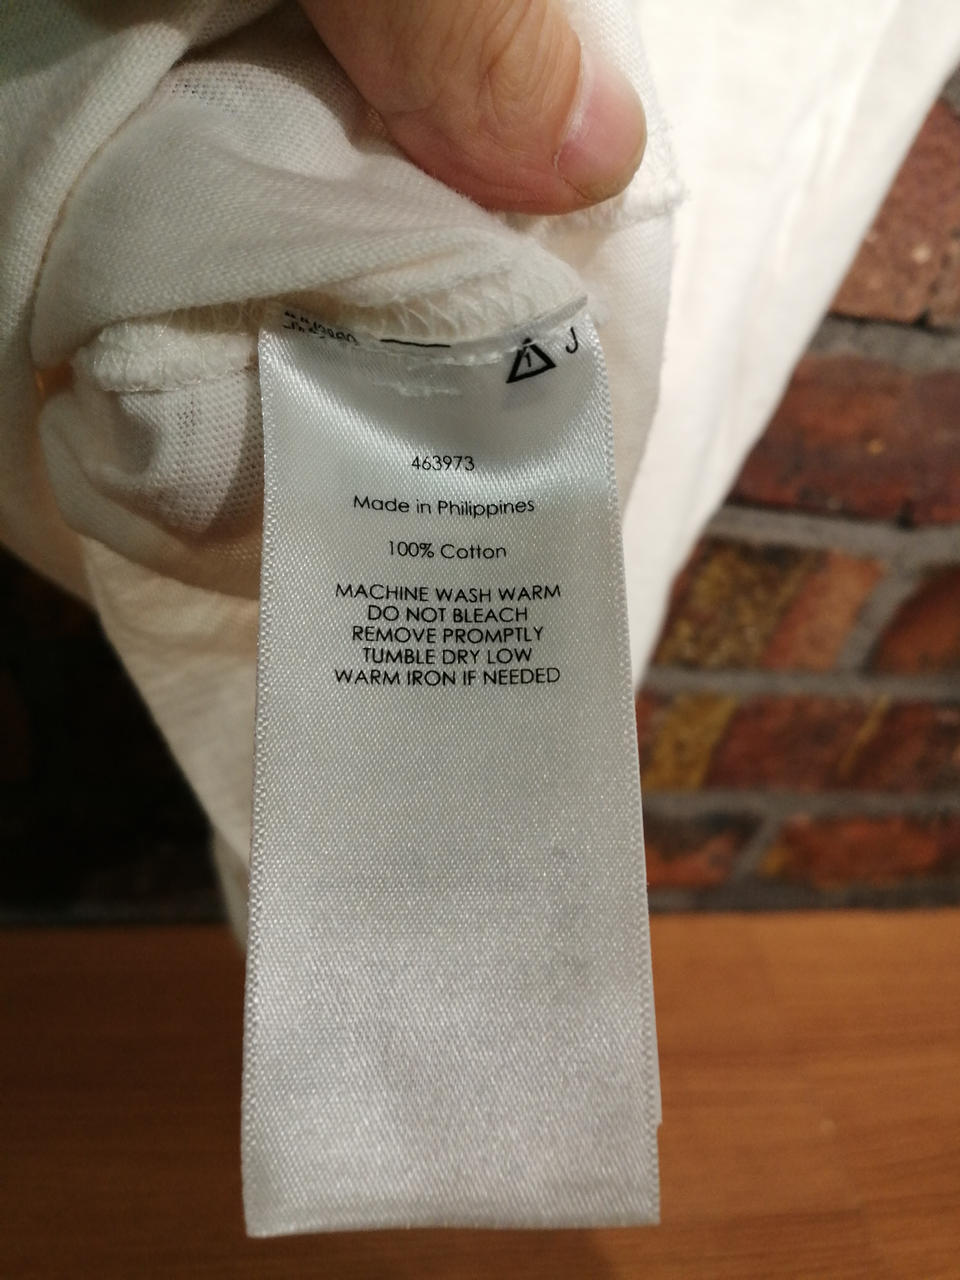 1 J
463973
Made in Philippines
100% Cotton
MACHINE WASH WARM
DO NOT BLEACH
REMOVE PROMPTLY
TUMBLE DRY LOW
WARM IRON IF NEEDED